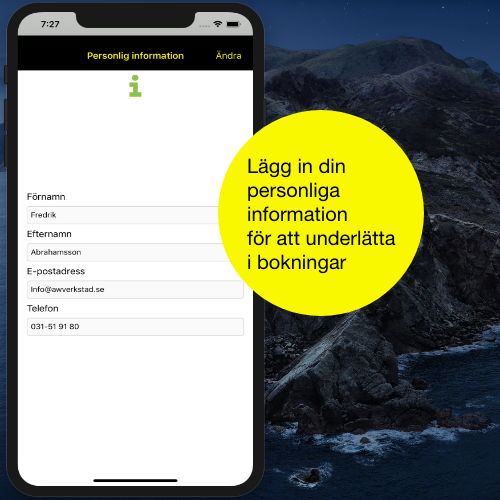 7:27
Personlig information
Ändra
Förnamn
Fredrik
Efternamn
Abrahamsson
E-postadress
Info@awverkstad.se
Telefon
031-51 91 80
Lägg in din
personliga
information
för att underlätta
i bokningar